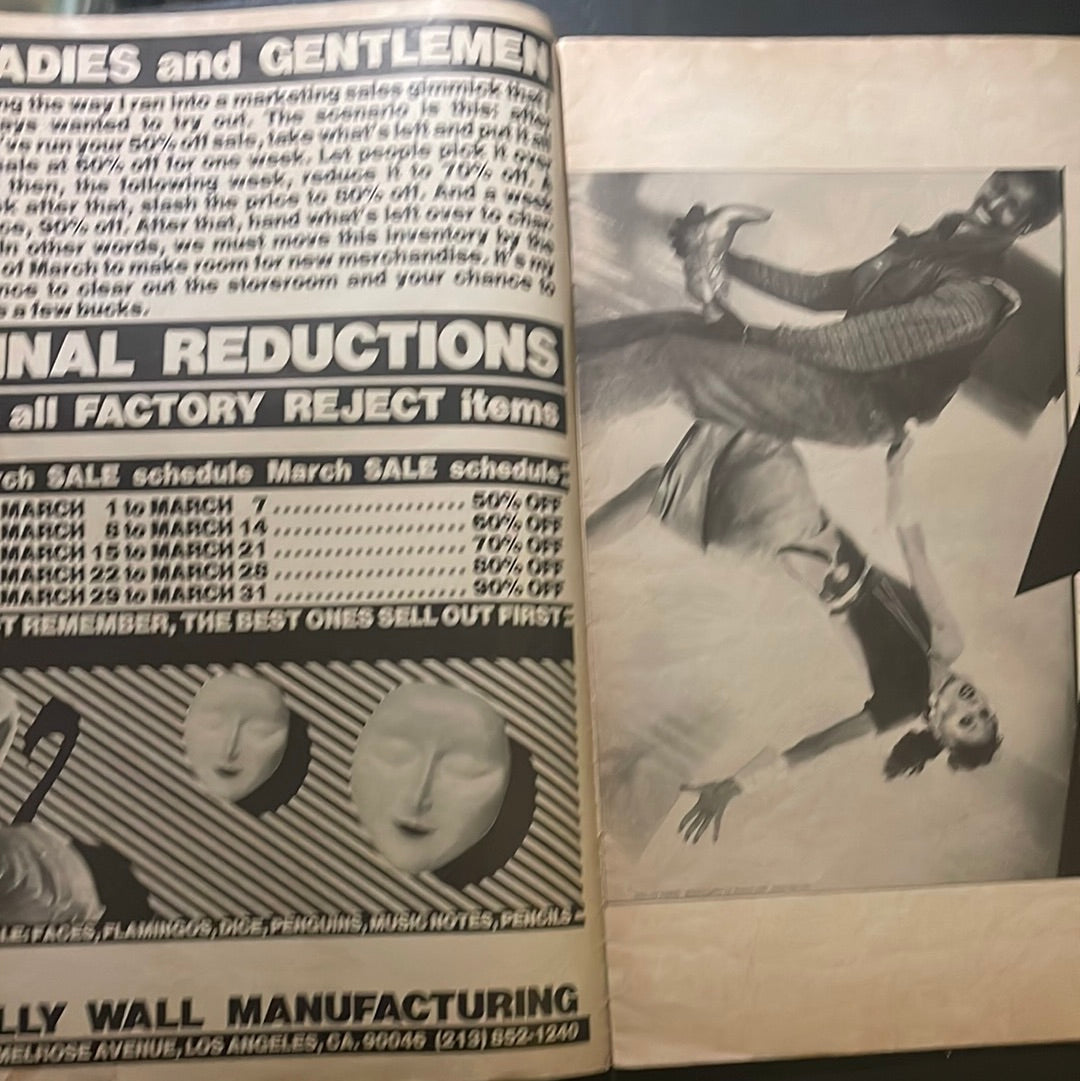 ADIES and GENTLEMEN
ng the way I ran into a marketing sales gimmick that I
ays wanted to try out. The scenario is this; after
've run your 50% off sale, take what's left and put it all
ale at 60% off for one week. Let people pick it over
then, the following week, reduce it to 70% off. A
k after that, slash the price to 80% off. And a week
ce, 90% off. After that, hand what's left over to char
In other words, we must move this inventory by the
of March to make room for new merchandise. It's my
nce to clear out the storeroom and your chance to
s a few bucks.
INAL REDUCTIONS
all FACTORY REJECT items
rch SALE schedule March SALE schedule
MARCH 1 to MARCH 7 ..................... 50% OFF
MARCH 8 to MARCH 14 ..................... 60% OFF
MARCH 15 to MARCH 21 ..................... 70% OFF
MARCH 22 to MARCH 28 ..................... 80% OFF
MARCH 29 to MARCH 31 ..................... 90% OFF
T REMEMBER, THE BEST ONES SELL OUT FIRST
LE: FACES, FLAMINGOS, DICE, PENGUINS, MUSIC NOTES, PENCILS
LLY WALL MANUFACTURING
MELROSE AVENUE, LOS ANGELES, CA. 90046 (213) 852-1240